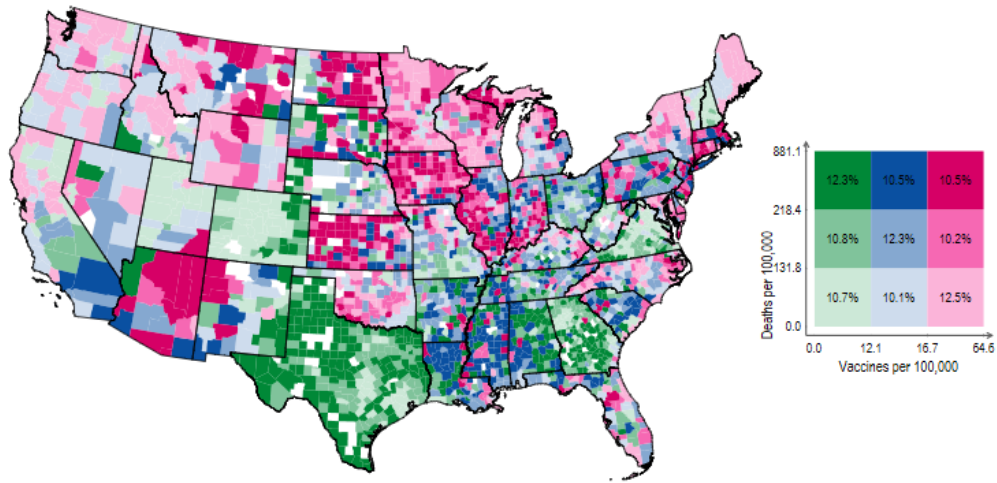 881.1
12.3% 10.5% 10.5%
218.4
10.8% 12.3% 10.2%
131.8
10.7% 10.1% 12.5%
0.0
Deaths per 100,000
0.0 12.1 16.7 64.6
Vaccines per 100,000